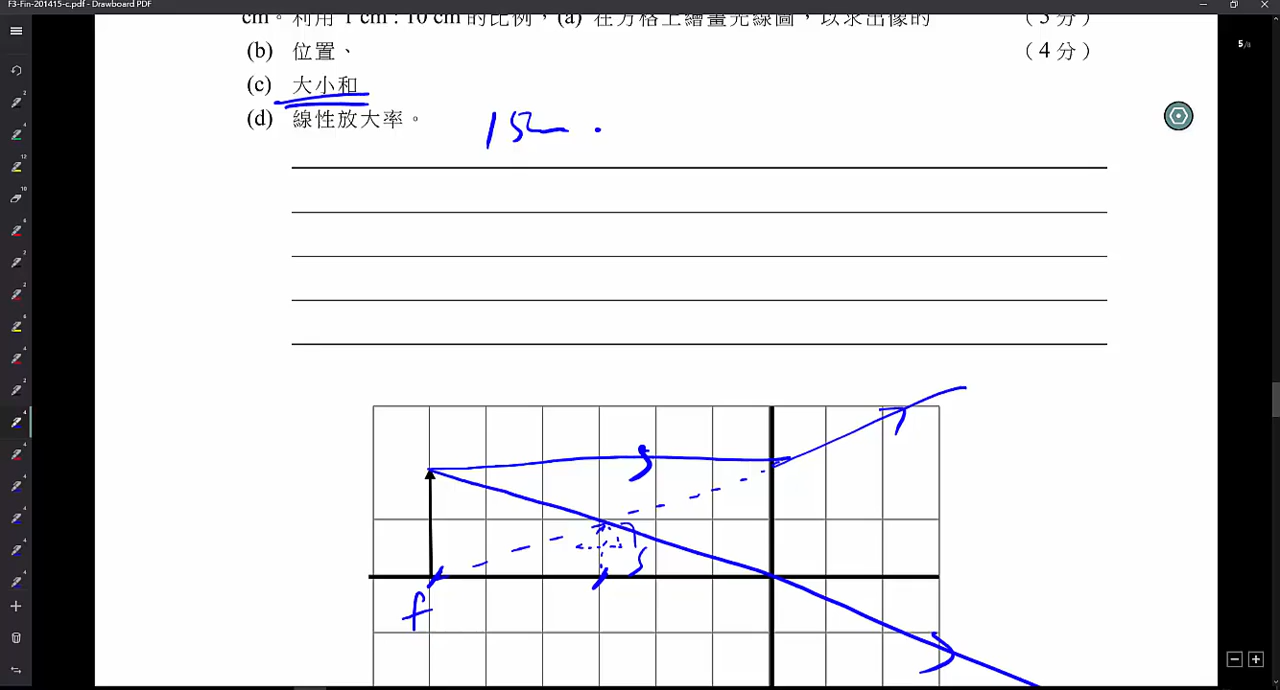 F3-Fin-201415-c.pdf - Drawboard PDF
cm。利用 1 cm : 10 cm 的比例，(a) 在方格上繪畫光線圖，以求出像的 （5 分）
(b) 位置、 （4 分）
(c) 大小和
(d) 線性放大率。
5/8
f